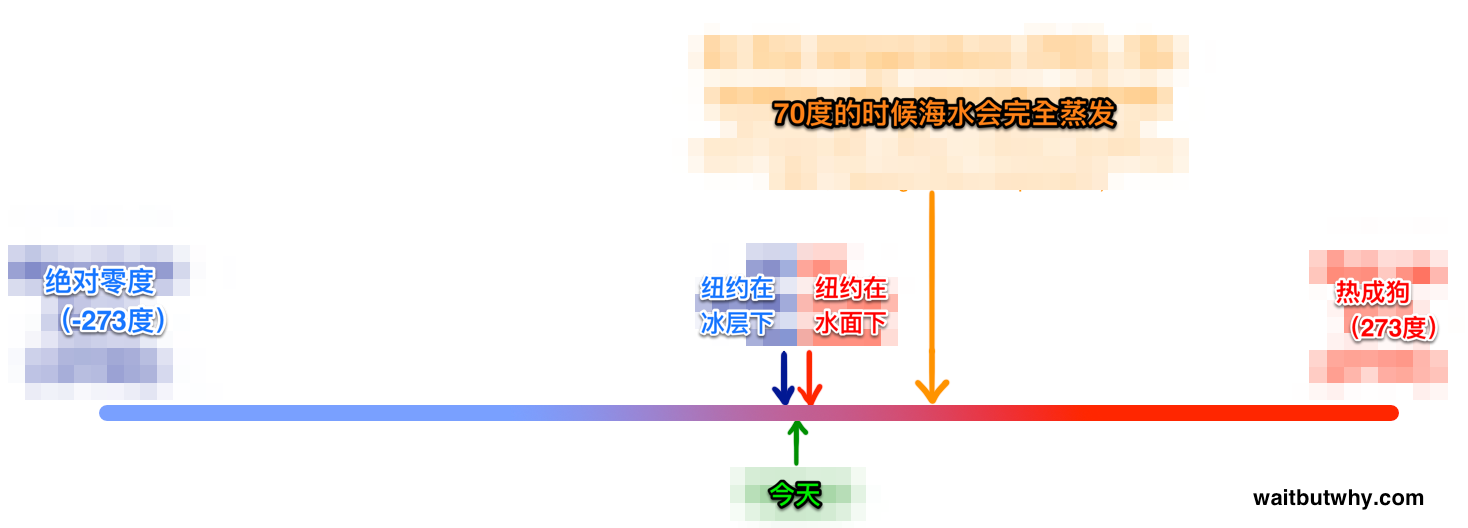 70度的时候海水会完全蒸发
绝对零度
（-273度）
纽约在
冰层下
纽约在
水面下
热成狗
（273度）
今天
waitbutwhy.com